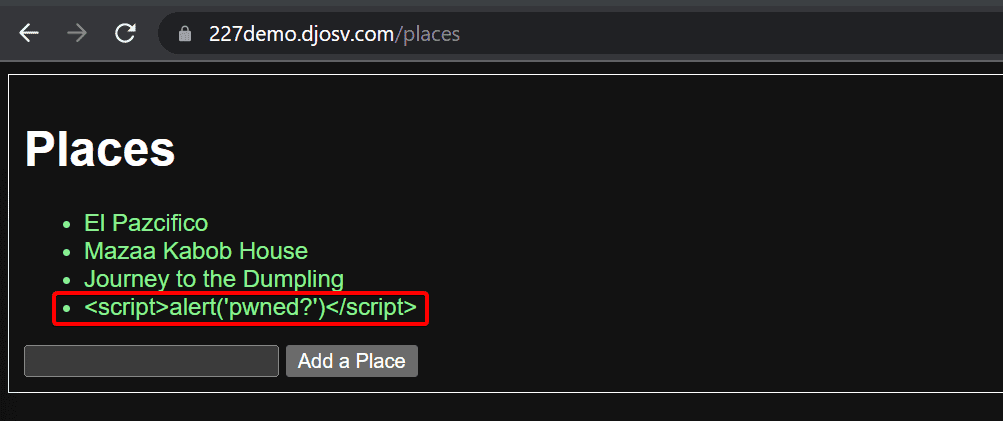 227demo.djosv.com/places
Places
El Pazcifico
Mazaa Kabob House
Journey to the Dumpling
<script>alert('pwned?')</script>
Add a Place